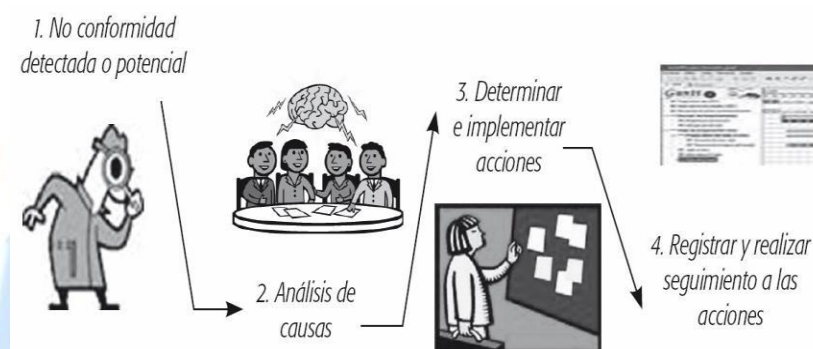 1. No conformidad
detectada o potencial
2. Análisis de
causas
3. Determinar
e implementar
acciones
Gantt
4. Registrar y realizar
seguimiento a las
acciones